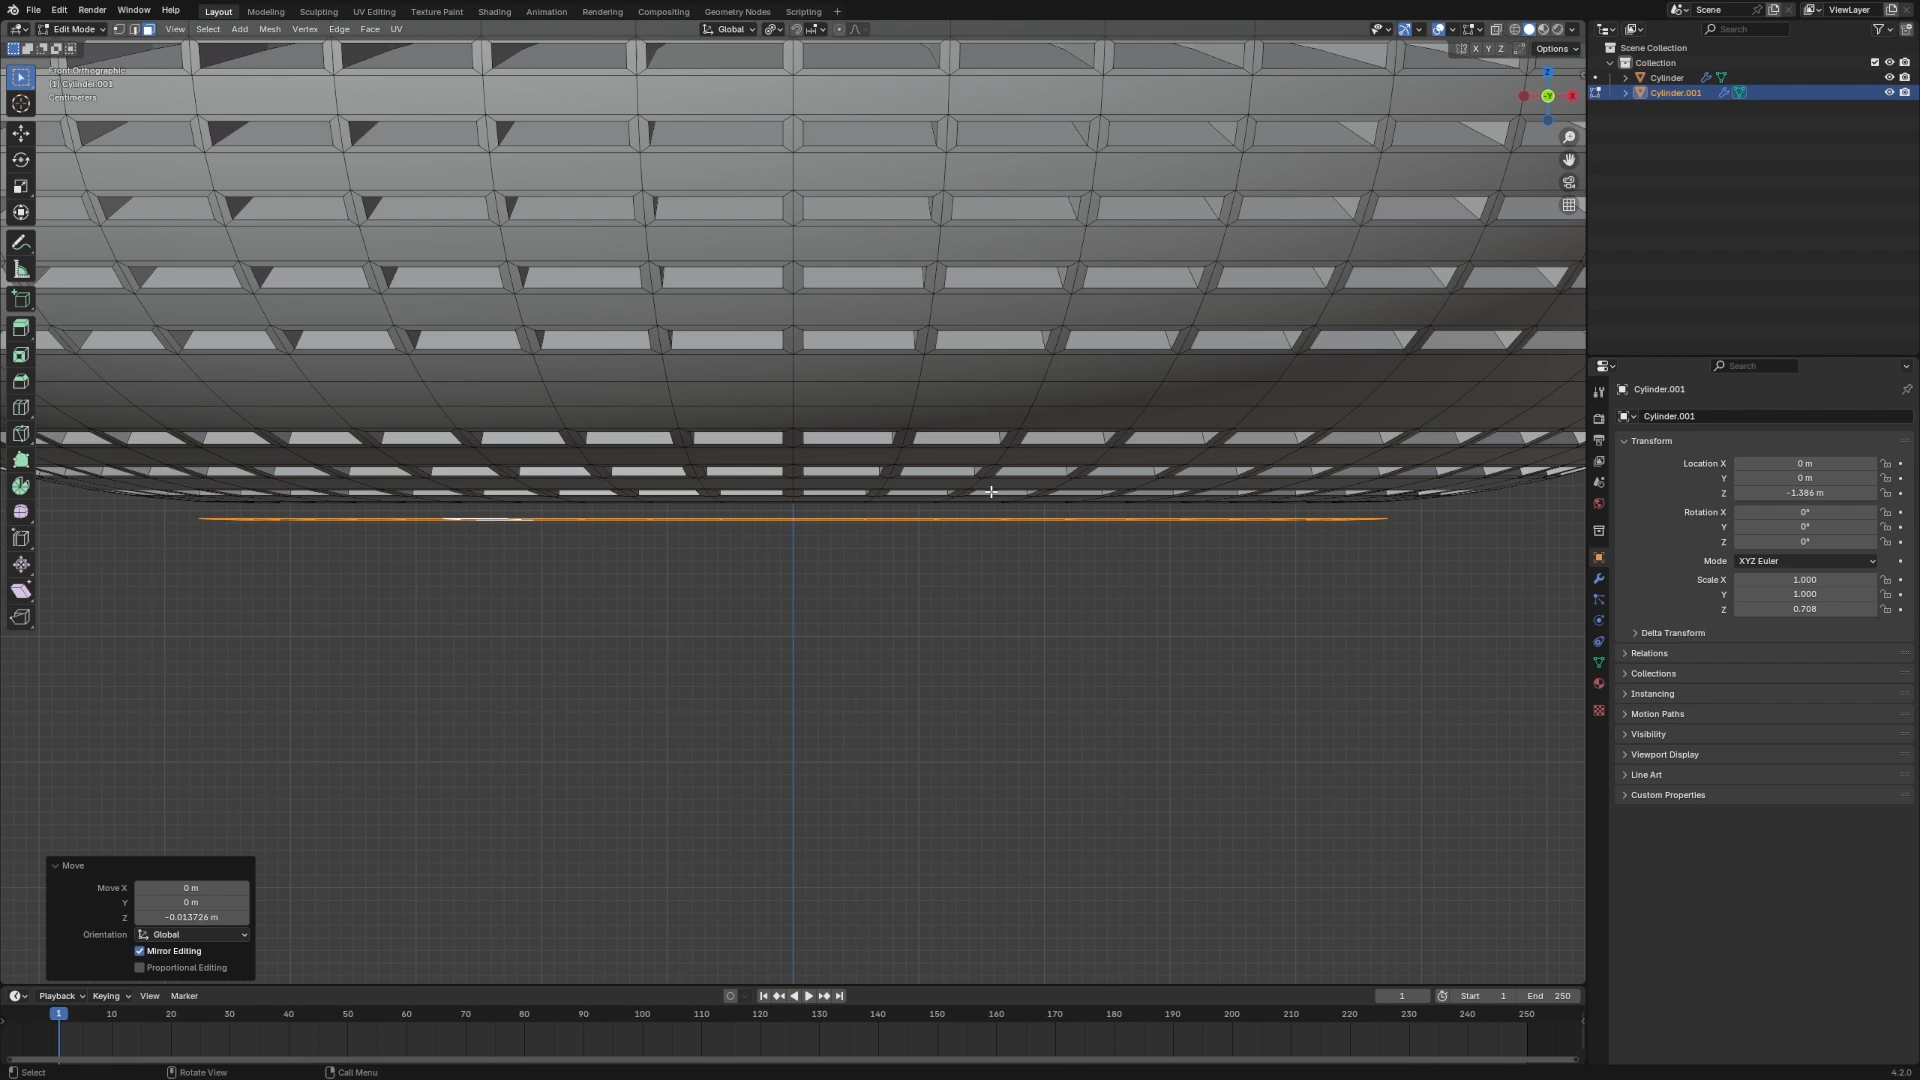 File Edit Render Window Help Layout Modeling Sculpting UV Editing Texture Paint Shading Animation Rendering Compositing Geometry Nodes Scripting + Scene ViewLayer
Edit Mode View Select Add Mesh Vertex Edge Face UV Global Search
X Y Z Options
Front Orthographic
(1) Cylinder.001
Centimeters
Z
-Y X
Scene Collection
Collection
Cylinder
Cylinder.001
Search
Cylinder.001
Cylinder.001
Transform
Location X 0 m
Y 0 m
Z -1.386 m
Rotation X 0°
Y 0°
Z 0°
Mode XYZ Euler
Scale X 1.000
Y 1.000
Z 0.708
Delta Transform
Relations
Collections
Instancing
Motion Paths
Visibility
Viewport Display
Line Art
Custom Properties
Move
Move X 0 m
Y 0 m
Z -0.013726 m
Orientation Global
Mirror Editing
Proportional Editing
Playback Keying View Marker 1 Start 1 End 250
1 10 20 30 40 50 60 70 80 90 100 110 120 130 140 150 160 170 180 190 200 210 220 230 240 250
Select Rotate View Call Menu 4.2.0